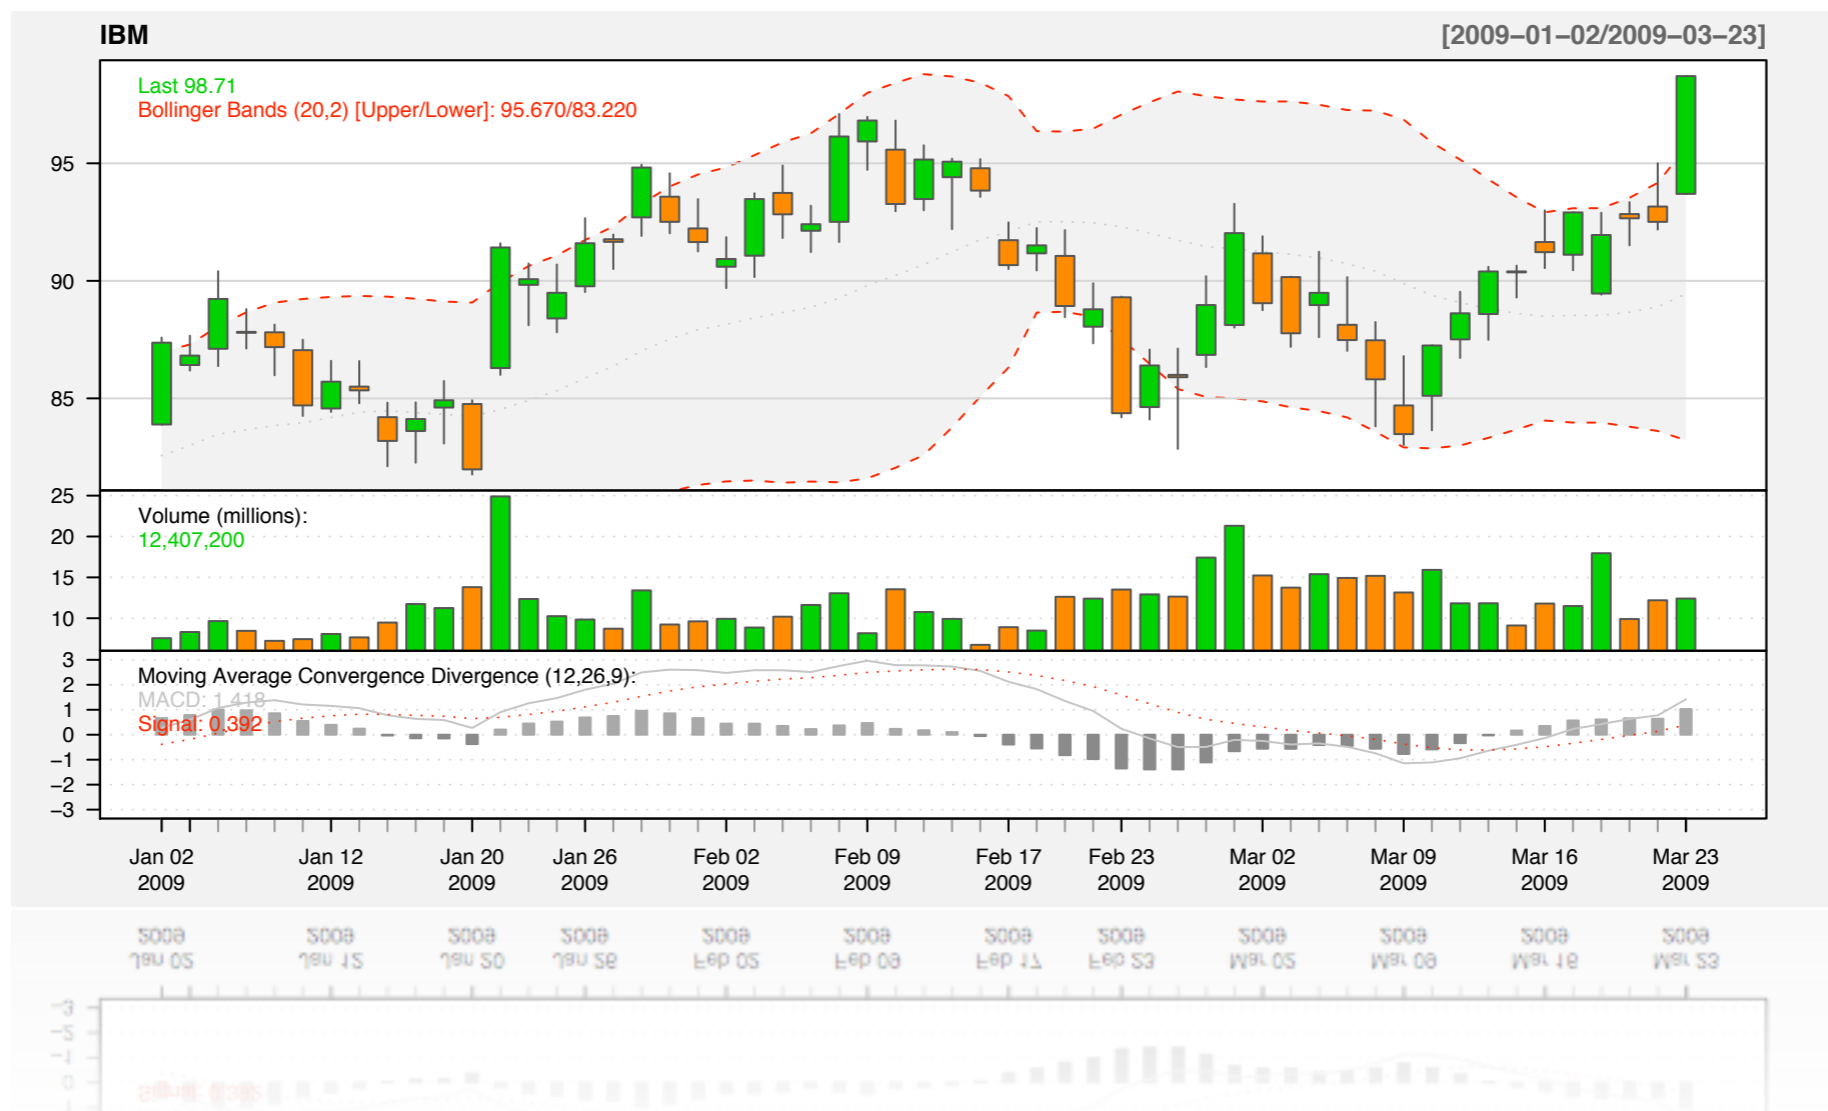 IBM
[2009–01–02/2009–03–23]
Last 98.71
Bollinger Bands (20,2) [Upper/Lower]: 95.670/83.220
95
90
85
Volume (millions):
12,407,200
25
20
15
10
Moving Average Convergence Divergence (12,26,9):
MACD: 1.418
Signal: 0.392
3
2
1
0
–1
–2
–3
Jan 02 2009
Jan 12 2009
Jan 20 2009
Jan 26 2009
Feb 02 2009
Feb 09 2009
Feb 17 2009
Feb 23 2009
Mar 02 2009
Mar 09 2009
Mar 16 2009
Mar 23 2009